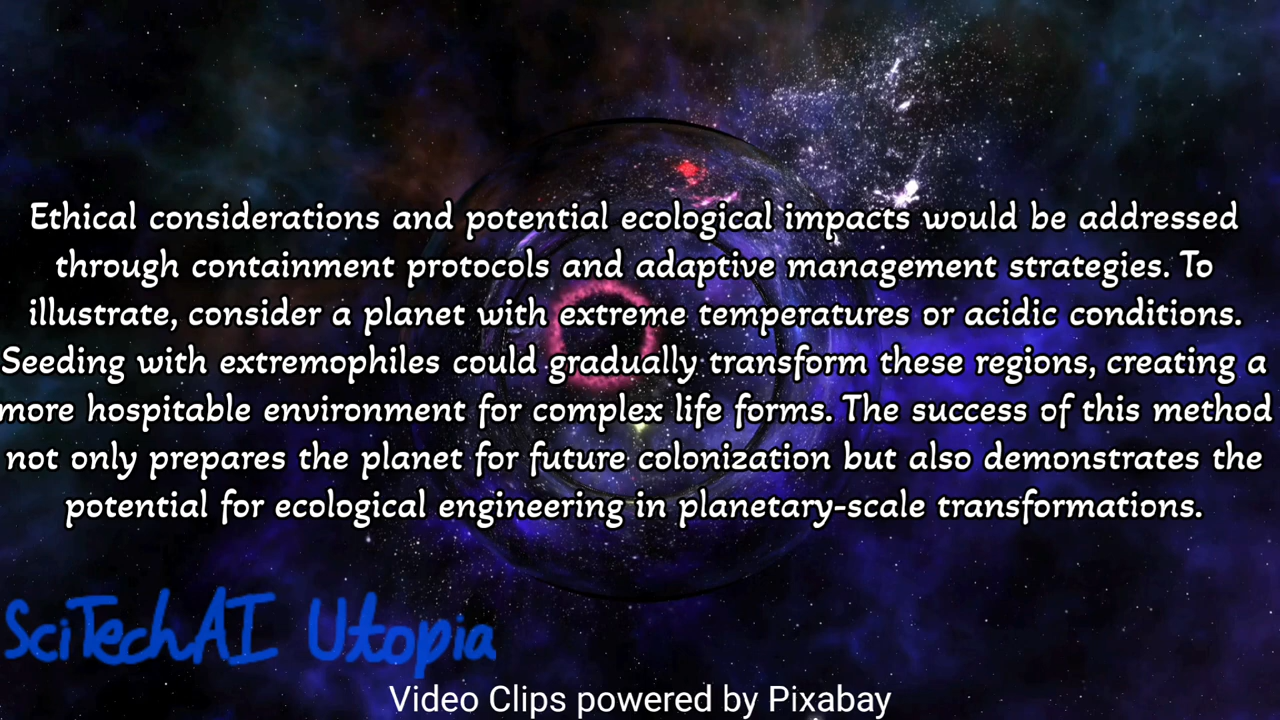 Ethical considerations and potential ecological impacts would be addressed
through containment protocols and adaptive management strategies. To
illustrate, consider a planet with extreme temperatures or acidic conditions.
Seeding with extremophiles could gradually transform these regions, creating a
more hospitable environment for complex life forms. The success of this method
not only prepares the planet for future colonization but also demonstrates the
potential for ecological engineering in planetary-scale transformations.
SciTechAI Utopia
Video Clips powered by Pixabay